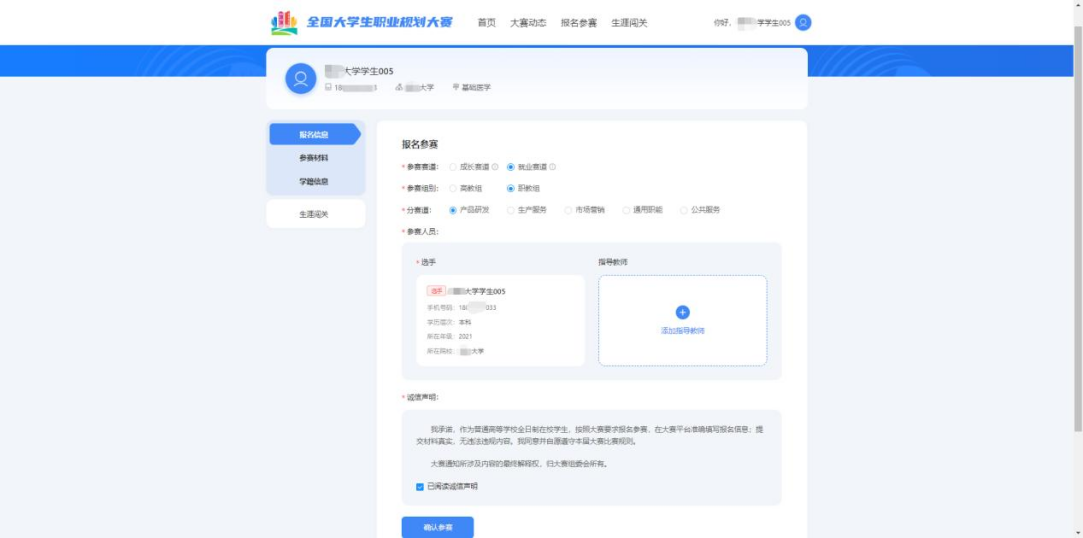 全国大学生职业规划大赛 首页 大赛动态 报名参赛 生涯闯关 你好, 学学生005
大学学生005
18 3 大学 基础医学
报名信息
参赛材料
学籍信息
生涯闯关
报名参赛
* 参赛赛道: 成长赛道 就业赛道
* 参赛组别: 高教组 职教组
* 分赛道: 产品研发 生产服务 市场营销 通用职能 公共服务
* 参赛人员:
* 选手
选手 大学学生005
手机号码: 18 033
学历层次: 本科
所在年级: 2021
所在院校: 大学
指导教师
添加指导教师
* 诚信声明:
我承诺,作为普通高等学校全日制在校学生,按照大赛要求报名参赛,在大赛平台准确填写报名信息;提
交材料真实,无违法违规内容。我同意并自愿遵守本届大赛比赛规则。
大赛通知所涉及内容的最终解释权,归大赛组委会所有。
已阅读诚信声明
确认参赛